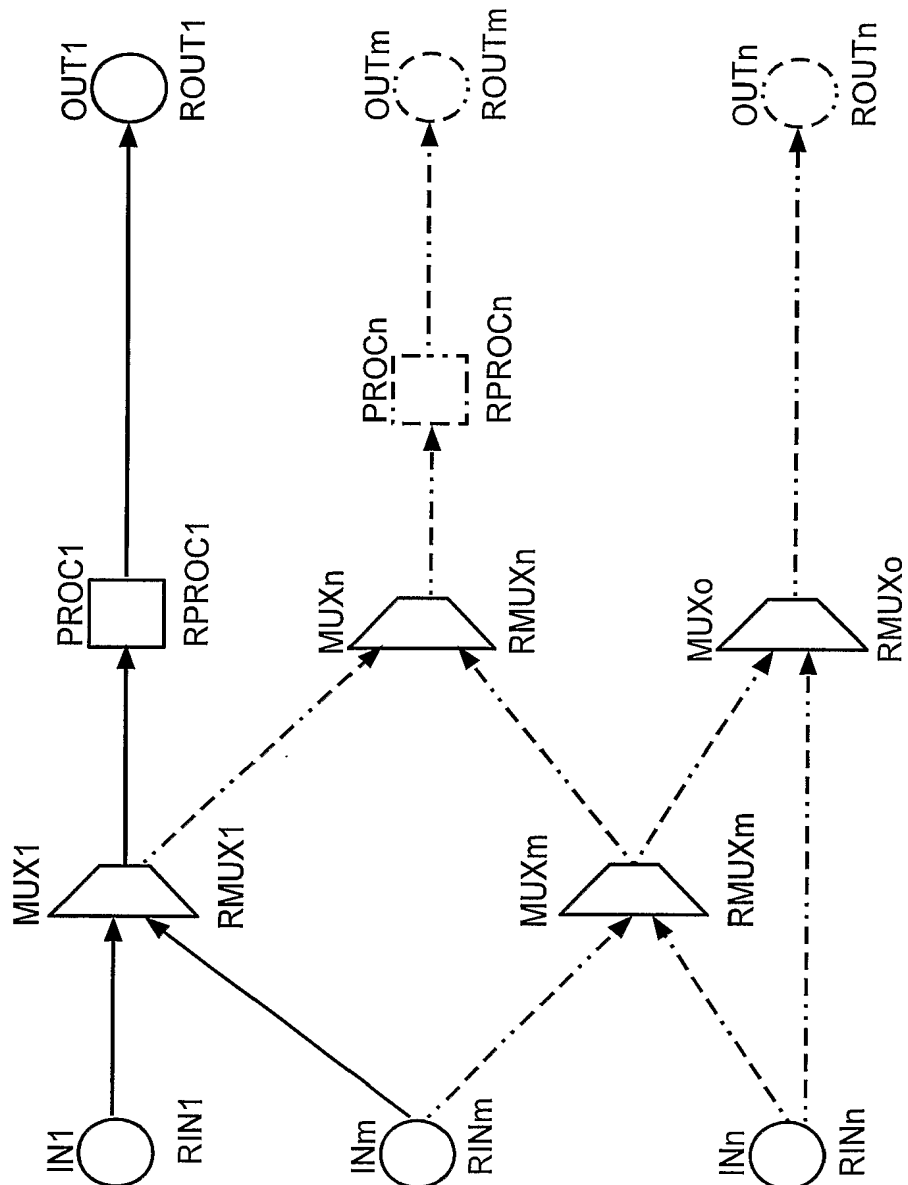 OUT1
ROUT1
OUTm
ROUTm
OUTn
ROUTn
PROCn
RPROCn
PROC1
RPROC1
MUXn
RMUXn
MUXo
RMUXo
MUX1
RMUX1
MUXm
RMUXm
IN1
RIN1
INm
RINm
INn
RINn